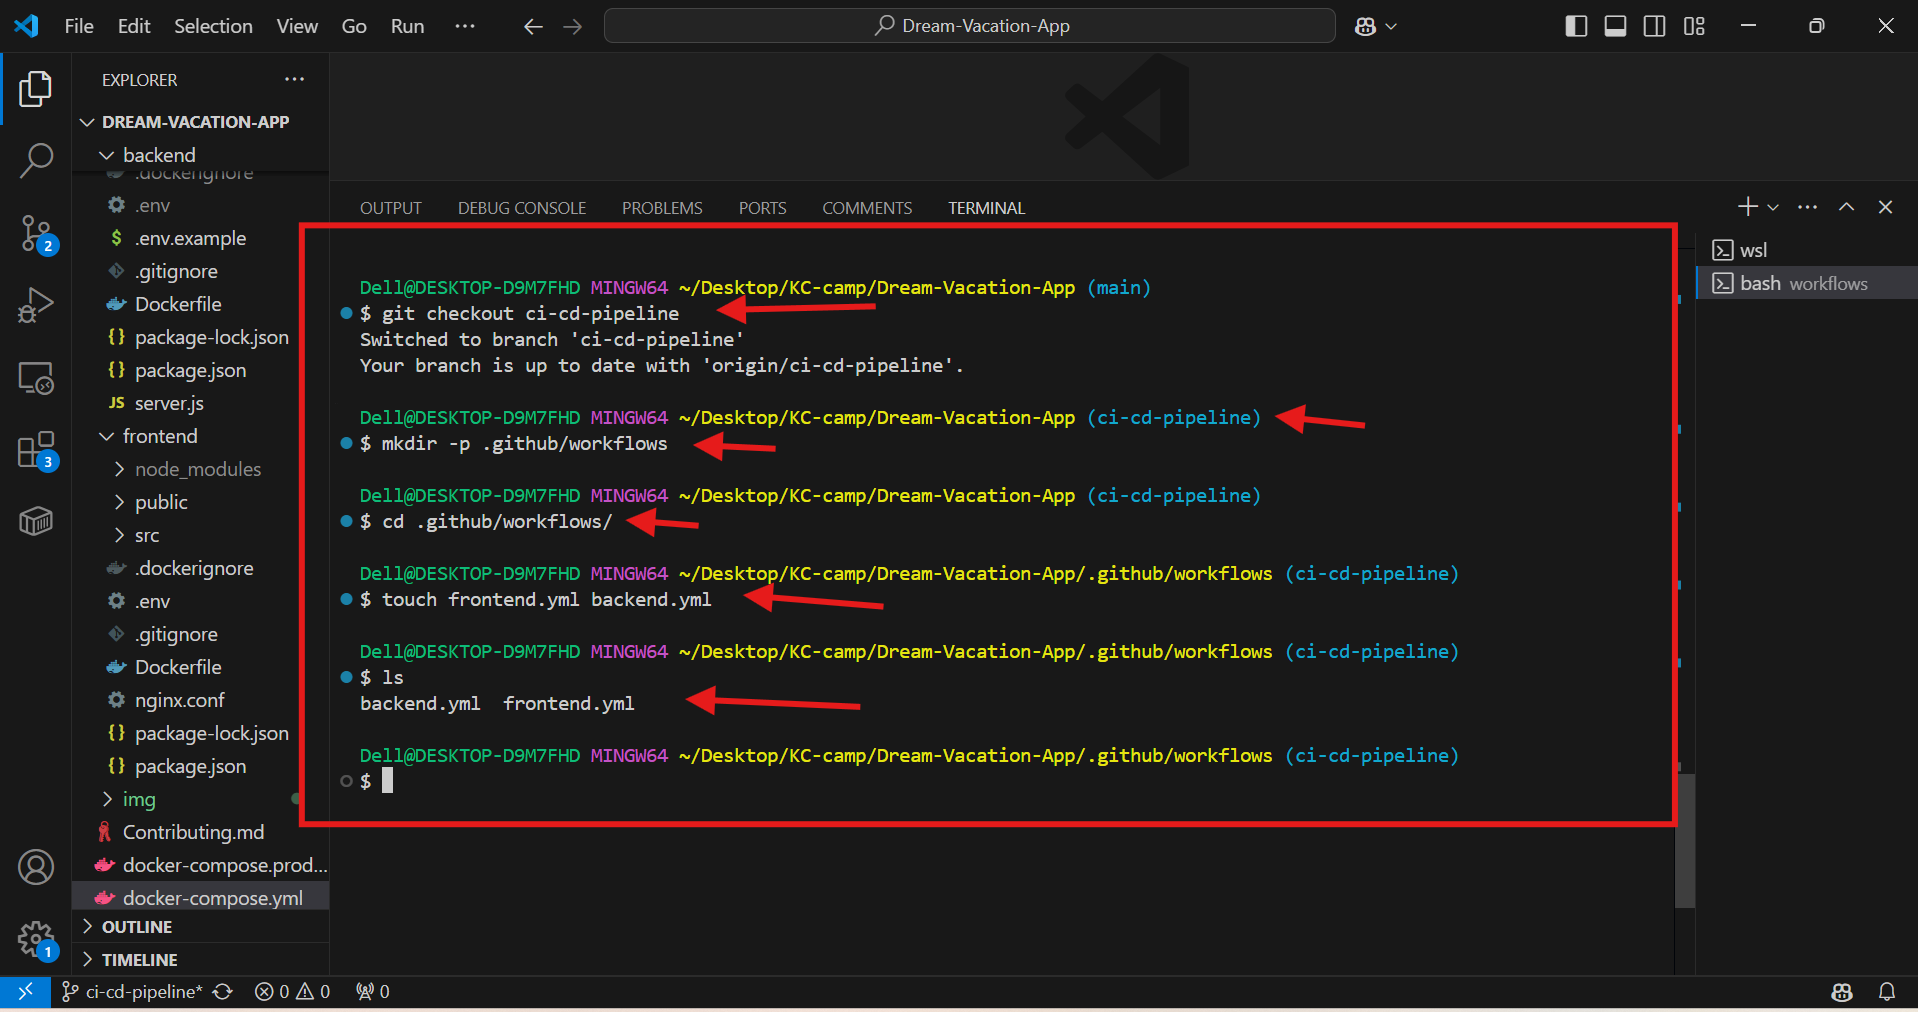 File Edit Selection View Go Run ···
Dream-Vacation-App
EXPLORER
DREAM-VACATION-APP
backend
.dockerignore
.env
.env.example
.gitignore
Dockerfile
package-lock.json
package.json
JS server.js
frontend
node_modules
public
src
.dockerignore
.env
.gitignore
Dockerfile
nginx.conf
package-lock.json
package.json
img
Contributing.md
docker-compose.prod...
docker-compose.yml
OUTLINE
TIMELINE
2
3
1
OUTPUT DEBUG CONSOLE PROBLEMS PORTS COMMENTS TERMINAL
Dell@DESKTOP-D9M7FHD MINGW64 ~/Desktop/KC-camp/Dream-Vacation-App (main)
$ git checkout ci-cd-pipeline
Switched to branch 'ci-cd-pipeline'
Your branch is up to date with 'origin/ci-cd-pipeline'.
Dell@DESKTOP-D9M7FHD MINGW64 ~/Desktop/KC-camp/Dream-Vacation-App (ci-cd-pipeline)
$ mkdir -p .github/workflows
Dell@DESKTOP-D9M7FHD MINGW64 ~/Desktop/KC-camp/Dream-Vacation-App (ci-cd-pipeline)
$ cd .github/workflows/
Dell@DESKTOP-D9M7FHD MINGW64 ~/Desktop/KC-camp/Dream-Vacation-App/.github/workflows (ci-cd-pipeline)
$ touch frontend.yml backend.yml
Dell@DESKTOP-D9M7FHD MINGW64 ~/Desktop/KC-camp/Dream-Vacation-App/.github/workflows (ci-cd-pipeline)
$ ls
backend.yml  frontend.yml
Dell@DESKTOP-D9M7FHD MINGW64 ~/Desktop/KC-camp/Dream-Vacation-App/.github/workflows (ci-cd-pipeline)
$
wsl
bash workflows
ci-cd-pipeline* 0 0 0